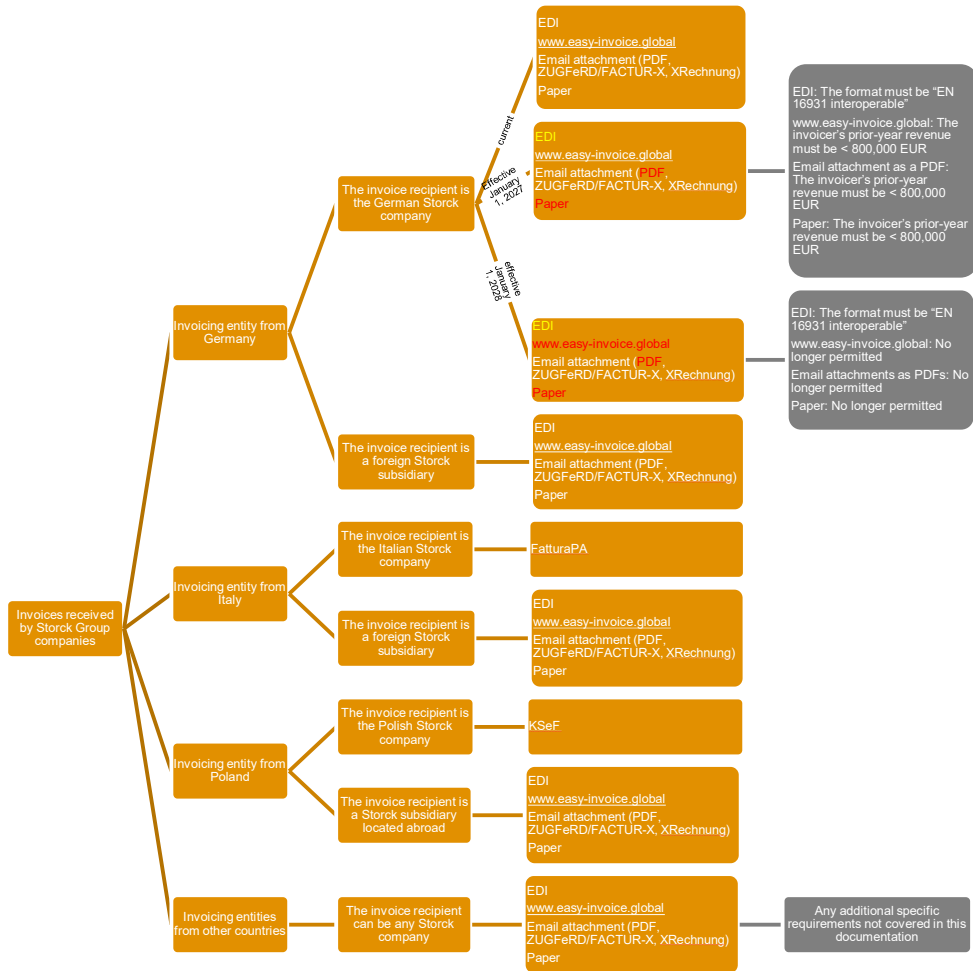 Invoices received
by Storck Group
companies
Invoicing entity from
Germany
The invoice recipient is
the German Storck
company
current
EDI
www.easy-invoice.global
Email attachment (PDF,
ZUGFeRD/FACTUR-X, XRechnung)
Paper
Effective
January
1, 2027
EDI
www.easy-invoice.global
Email attachment (PDF,
ZUGFeRD/FACTUR-X, XRechnung)
Paper
EDI: The format must be “EN
16931 interoperable”
www.easy-invoice.global: The
invoicer’s prior-year revenue
must be < 800,000 EUR
Email attachment as a PDF:
The invoicer’s prior-year
revenue must be < 800,000
EUR
Paper: The invoicer’s prior-year
revenue must be < 800,000
EUR
effective
January
1, 2028
EDI
www.easy-invoice.global
Email attachment (PDF,
ZUGFeRD/FACTUR-X, XRechnung)
Paper
EDI: The format must be “EN
16931 interoperable”
www.easy-invoice.global: No
longer permitted
Email attachments as PDFs: No
longer permitted
Paper: No longer permitted
The invoice recipient is
a foreign Storck
subsidiary
EDI
www.easy-invoice.global
Email attachment (PDF,
ZUGFeRD/FACTUR-X, XRechnung)
Paper
Invoicing entity from
Italy
The invoice recipient is
the Italian Storck
company
FatturaPA
The invoice recipient is
a foreign Storck
subsidiary
EDI
www.easy-invoice.global
Email attachment (PDF,
ZUGFeRD/FACTUR-X, XRechnung)
Paper
Invoicing entity from
Poland
The invoice recipient is
the Polish Storck
company
KSeF
The invoice recipient is
a Storck subsidiary
located abroad
EDI
www.easy-invoice.global
Email attachment (PDF,
ZUGFeRD/FACTUR-X, XRechnung)
Paper
Invoicing entities
from other countries
The invoice recipient
can be any Storck
company
EDI
www.easy-invoice.global
Email attachment (PDF,
ZUGFeRD/FACTUR-X, XRechnung)
Paper
Any additional specific
requirements not covered in this
documentation